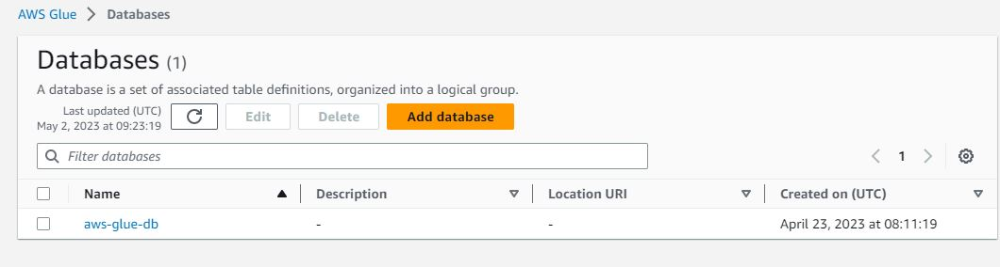 AWS Glue > Databases
Databases (1)
A database is a set of associated table definitions, organized into a logical group.
Last updated (UTC)
May 2, 2023 at 09:23:19
Edit Delete Add database
Filter databases
1
Name Description Location URI Created on (UTC)
aws-glue-db - - April 23, 2023 at 08:11:19